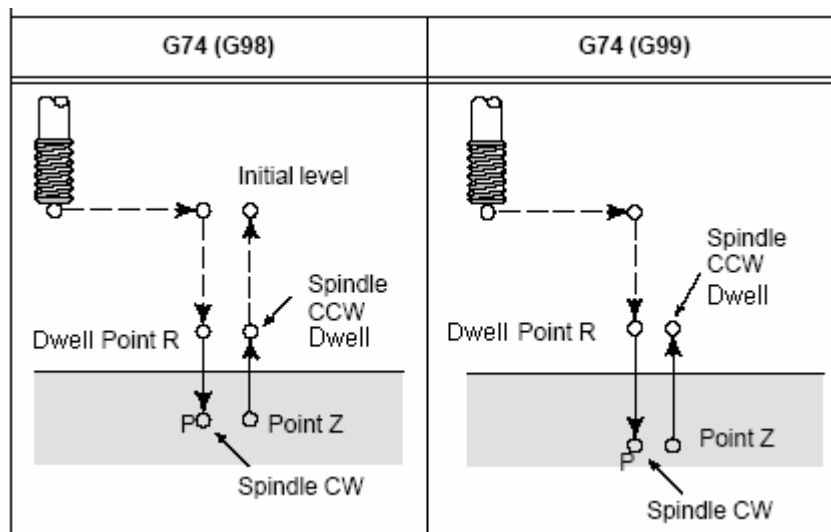 G74 (G98)
G74 (G99)
Initial level
Spindle
CCW
Dwell
Dwell Point R
P
Point Z
Spindle CW
Spindle
CCW
Dwell
Dwell Point R
Point Z
P
Spindle CW